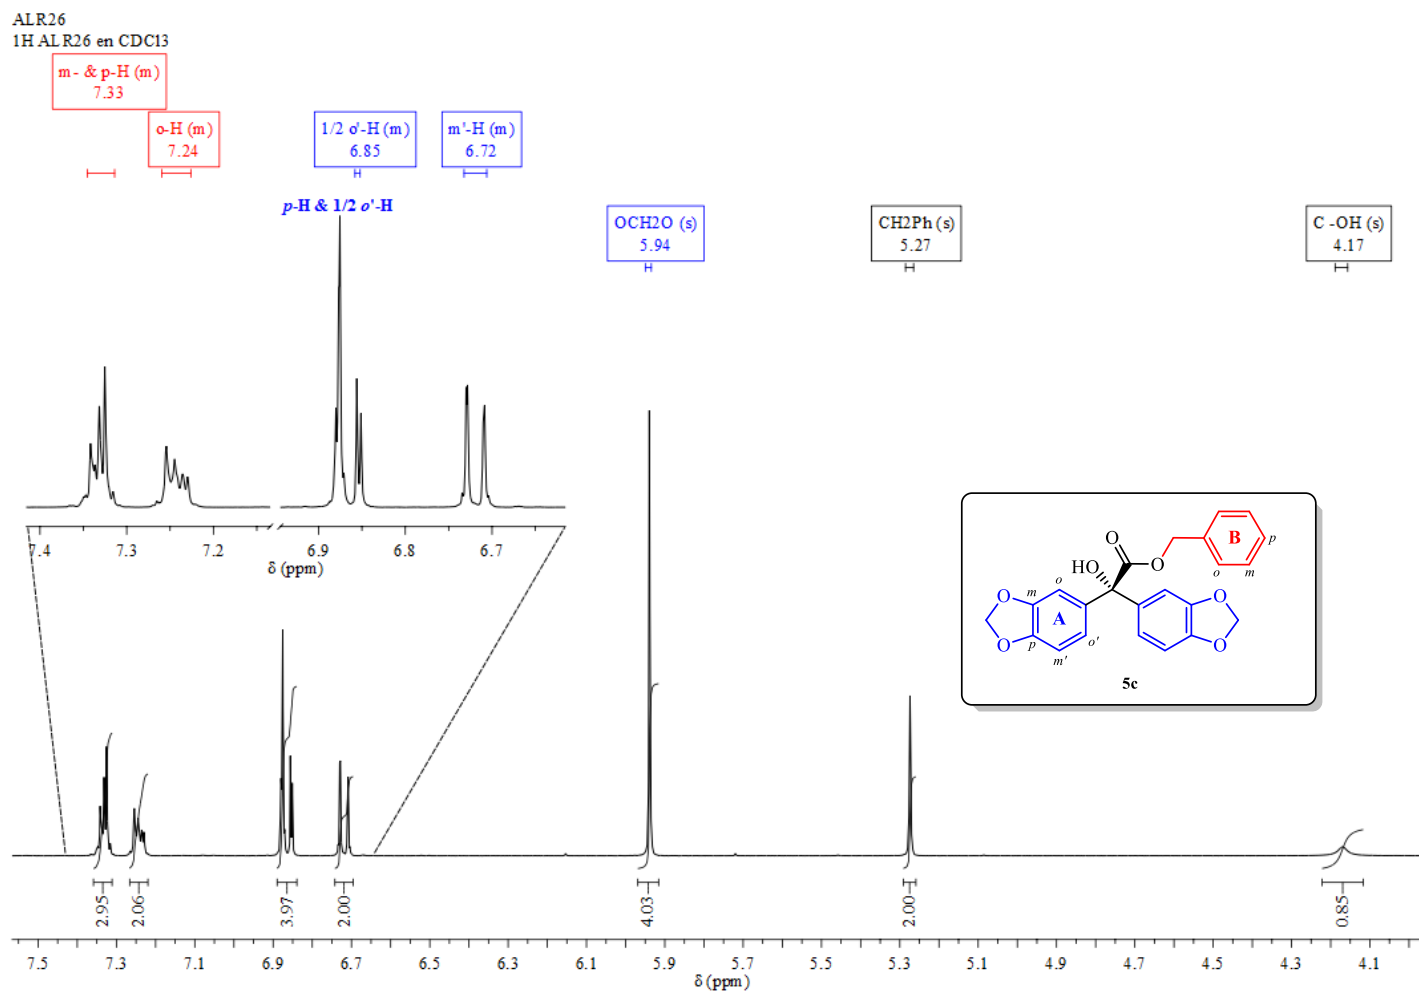 ALR26
1H ALR26 en CDCl3
m- & p-H (m)
7.33
o-H (m)
7.24
1/2 o'-H (m)
6.85
m'-H (m)
6.72
p-H & 1/2 o'-H
OCH2O (s)
5.94
CH2Ph (s)
5.27
C -OH (s)
4.17
7.4 7.3 7.2 6.9 6.8 6.7
δ (ppm) δ (ppm)
O
HO
O
B
p
o
m
o
m
O
A
O
p
o'
m'
O
O
5c
2.95 2.06 3.97 2.00 4.03 2.00 0.85
7.5 7.3 7.1 6.9 6.7 6.5 6.3 6.1 5.9 5.7 5.5 5.3 5.1 4.9 4.7 4.5 4.3 4.1
δ (ppm)